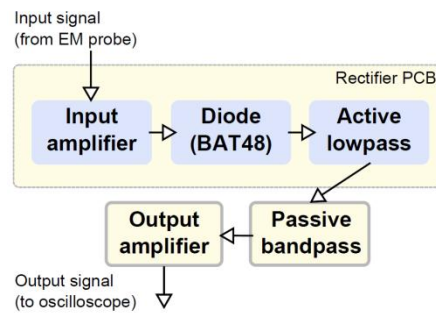 Input signal
(from EM probe)
Rectifier PCB
Input
amplifier
Diode
(BAT48)
Active
lowpass
Output
amplifier
Passive
bandpass
Output signal
(to oscilloscope)